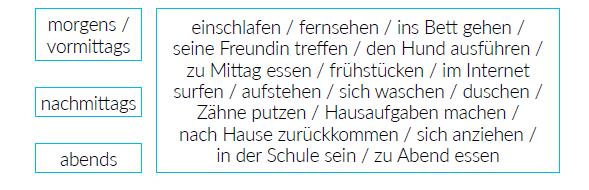 morgens /
vormittags
nachmittags
abends
einschlafen / fernsehen / ins Bett gehen /
seine Freundin treffen / den Hund ausführen /
zu Mittag essen / frühstücken / im Internet
surfen / aufstehen / sich waschen / duschen /
Zähne putzen / Hausaufgaben machen /
nach Hause zurückkommen / sich anziehen /
in der Schule sein / zu Abend essen